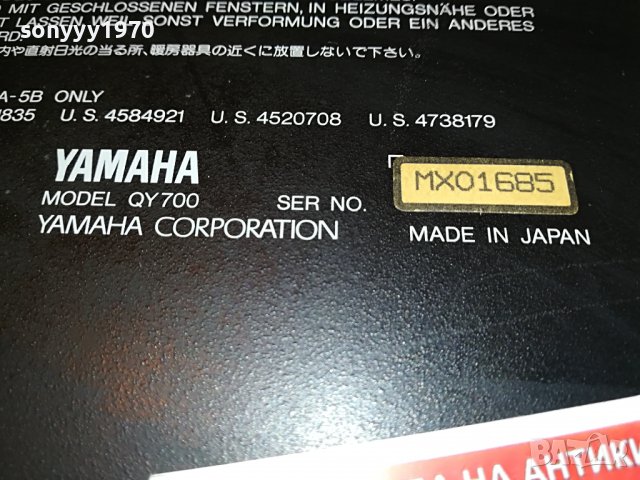 sonyyy1970
MIT GESCHLOSSENEN FENSTERN, IN HEIZUNGSNÄHE ODER
LASSEN, WEIL SONST VERFORMUNG ODER EIN ANDERES
内や直射日光の当る所、暖房器具の近くに放置しないで下さい。
A-5B ONLY
4835 U.S. 4584921 U.S. 4520708 U.S. 4738179
YAMAHA
MODEL QY700 SER NO. MX01685
YAMAHA CORPORATION MADE IN JAPAN
НА АНТИКИ
bazar